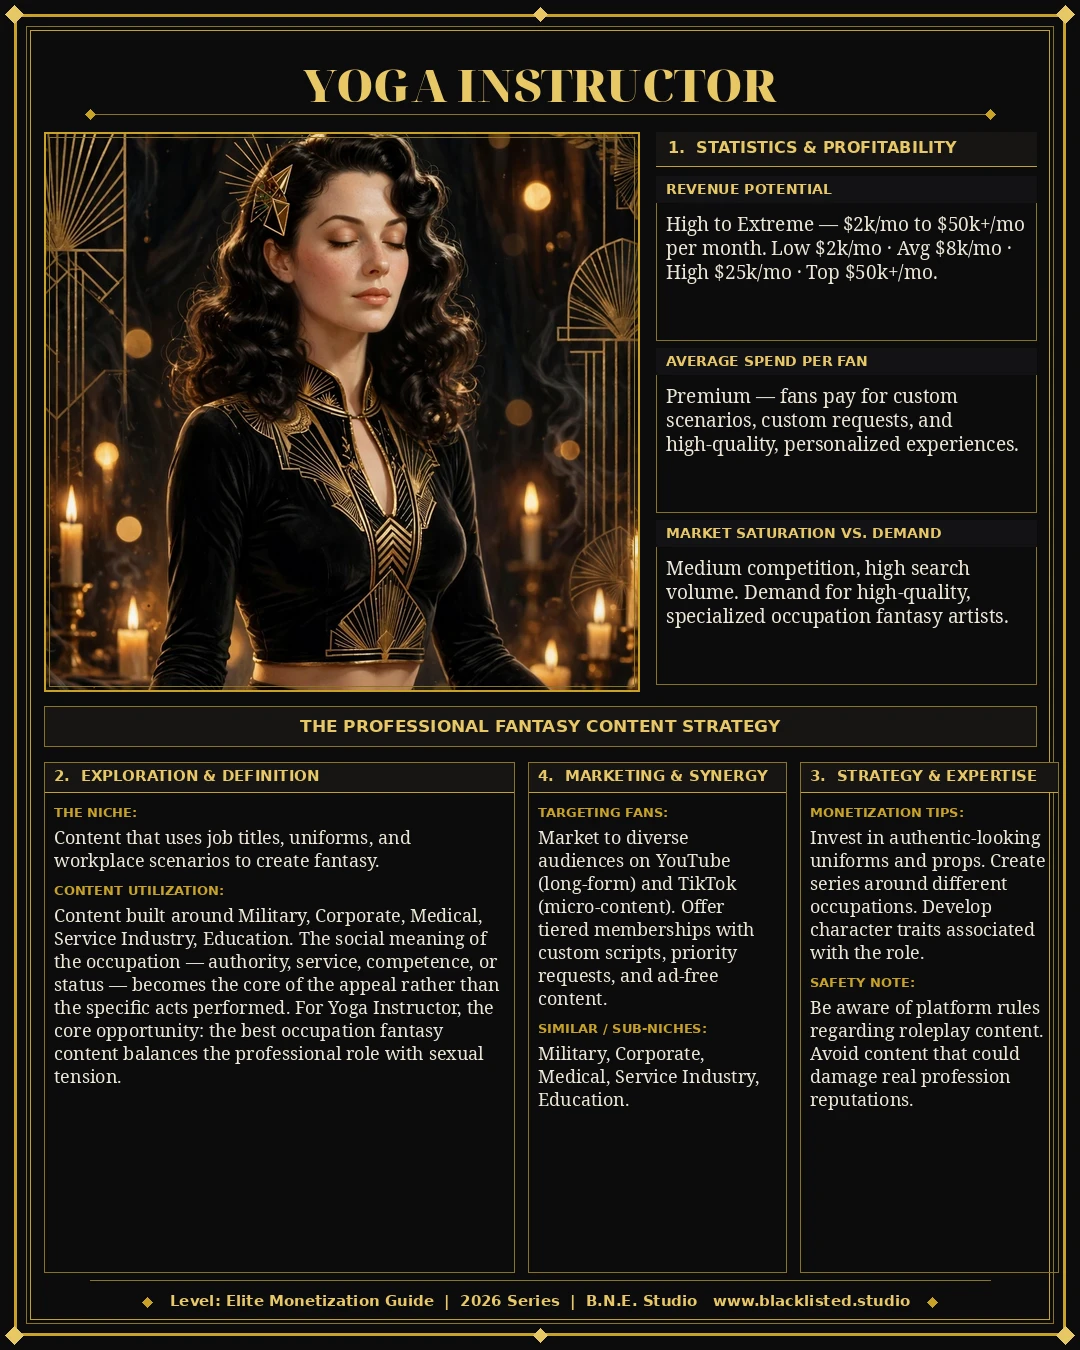 YOGA INSTRUCTOR
1. STATISTICS & PROFITABILITY
REVENUE POTENTIAL
High to Extreme — $2k/mo to $50k+/mo
per month. Low $2k/mo · Avg $8k/mo ·
High $25k/mo · Top $50k+/mo.
AVERAGE SPEND PER FAN
Premium — fans pay for custom
scenarios, custom requests, and
high-quality, personalized experiences.
MARKET SATURATION VS. DEMAND
Medium competition, high search
volume. Demand for high-quality,
specialized occupation fantasy artists.
THE PROFESSIONAL FANTASY CONTENT STRATEGY
2. EXPLORATION & DEFINITION
THE NICHE:
Content that uses job titles, uniforms, and
workplace scenarios to create fantasy.
CONTENT UTILIZATION:
Content built around Military, Corporate, Medical,
Service Industry, Education. The social meaning of
the occupation — authority, service, competence, or
status — becomes the core of the appeal rather than
the specific acts performed. For Yoga Instructor, the
core opportunity: the best occupation fantasy
content balances the professional role with sexual
tension.
4. MARKETING & SYNERGY
TARGETING FANS:
Market to diverse
audiences on YouTube
(long-form) and TikTok
(micro-content). Offer
tiered memberships with
custom scripts, priority
requests, and ad-free
content.
SIMILAR / SUB-NICHES:
Military, Corporate,
Medical, Service Industry,
Education.
3. STRATEGY & EXPERTISE
MONETIZATION TIPS:
Invest in authentic-looking
uniforms and props. Create
series around different
occupations. Develop
character traits associated
with the role.
SAFETY NOTE:
Be aware of platform rules
regarding roleplay content.
Avoid content that could
damage real profession
reputations.
Level: Elite Monetization Guide | 2026 Series | B.N.E. Studio www.blacklisted.studio